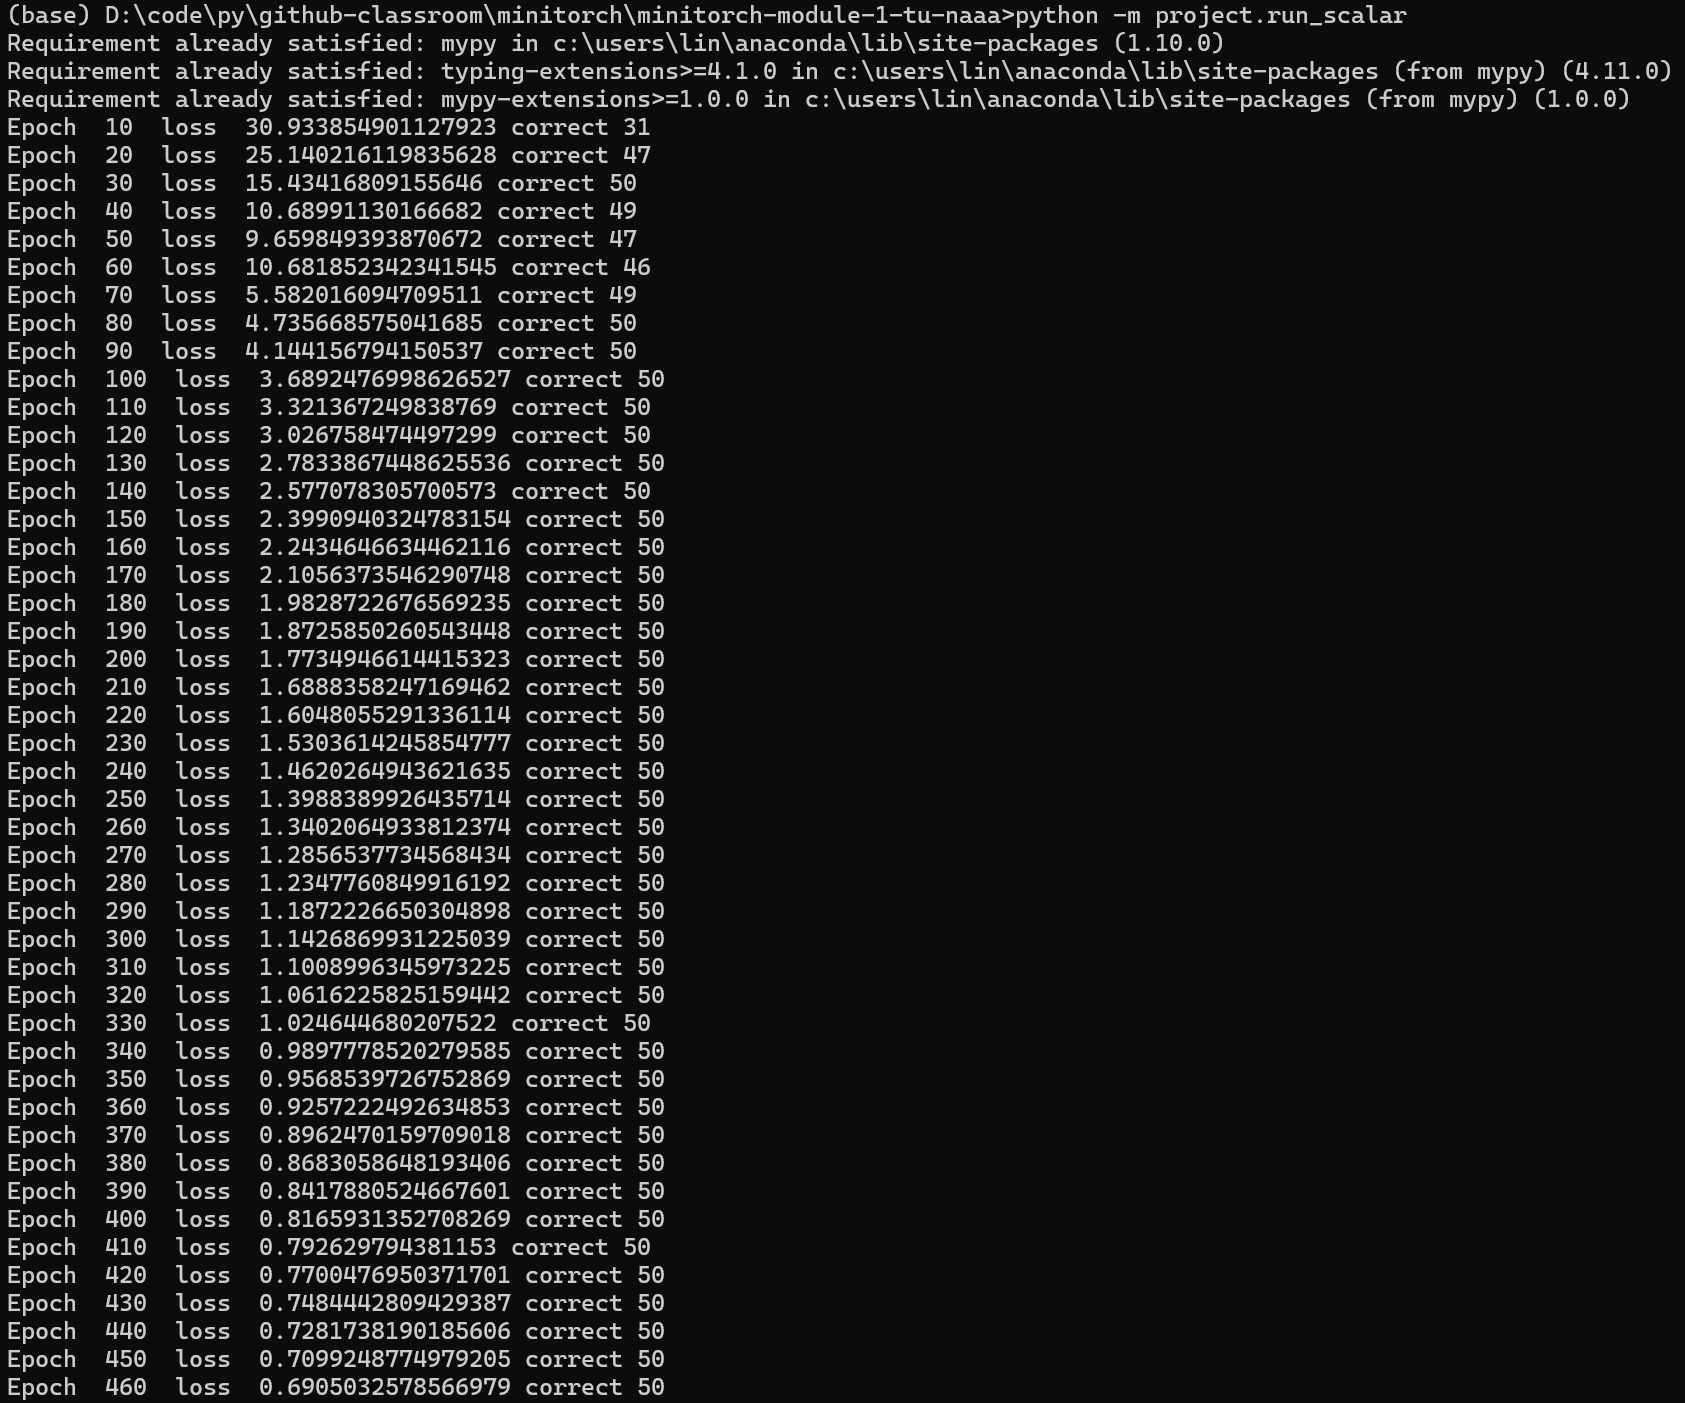 (base) D:\code\py\github-classroom\minitorch\minitorch-module-1-tu-naaa>python -m project.run_scalar
Requirement already satisfied: mypy in c:\users\lin\anaconda\lib\site-packages (1.10.0)
Requirement already satisfied: typing-extensions>=4.1.0 in c:\users\lin\anaconda\lib\site-packages (from mypy) (4.11.0)
Requirement already satisfied: mypy-extensions>=1.0.0 in c:\users\lin\anaconda\lib\site-packages (from mypy) (1.0.0)
Epoch  10  loss  30.933854901127923 correct 31
Epoch  20  loss  25.140216119835628 correct 47
Epoch  30  loss  15.43416809155646 correct 50
Epoch  40  loss  10.68991130166682 correct 49
Epoch  50  loss  9.659849393870672 correct 47
Epoch  60  loss  10.681852342341545 correct 46
Epoch  70  loss  5.582016094709511 correct 49
Epoch  80  loss  4.735668575041685 correct 50
Epoch  90  loss  4.144156794150537 correct 50
Epoch  100  loss  3.6892476998626527 correct 50
Epoch  110  loss  3.321367249838769 correct 50
Epoch  120  loss  3.026758474497299 correct 50
Epoch  130  loss  2.7833867448625536 correct 50
Epoch  140  loss  2.577078305700573 correct 50
Epoch  150  loss  2.3990940324783154 correct 50
Epoch  160  loss  2.2434646634462116 correct 50
Epoch  170  loss  2.1056373546290748 correct 50
Epoch  180  loss  1.9828722676569235 correct 50
Epoch  190  loss  1.8725850260543448 correct 50
Epoch  200  loss  1.7734946614415323 correct 50
Epoch  210  loss  1.6888358247169462 correct 50
Epoch  220  loss  1.6048055291336114 correct 50
Epoch  230  loss  1.5303614245854777 correct 50
Epoch  240  loss  1.4620264943621635 correct 50
Epoch  250  loss  1.3988389926435714 correct 50
Epoch  260  loss  1.3402064933812374 correct 50
Epoch  270  loss  1.2856537734568434 correct 50
Epoch  280  loss  1.2347760849916192 correct 50
Epoch  290  loss  1.1872226650304898 correct 50
Epoch  300  loss  1.1426869931225039 correct 50
Epoch  310  loss  1.1008996345973225 correct 50
Epoch  320  loss  1.0616225825159442 correct 50
Epoch  330  loss  1.024644680207522 correct 50
Epoch  340  loss  0.98977778520279585 correct 50
Epoch  350  loss  0.9568539726752869 correct 50
Epoch  360  loss  0.9257222492634853 correct 50
Epoch  370  loss  0.8962470159709018 correct 50
Epoch  380  loss  0.8683058648193406 correct 50
Epoch  390  loss  0.8417880524667601 correct 50
Epoch  400  loss  0.8165931352708269 correct 50
Epoch  410  loss  0.792629794381153 correct 50
Epoch  420  loss  0.7700476950371701 correct 50
Epoch  430  loss  0.7484442809429387 correct 50
Epoch  440  loss  0.7281738190185606 correct 50
Epoch  450  loss  0.7099248774979205 correct 50
Epoch  460  loss  0.6905032578566979 correct 50